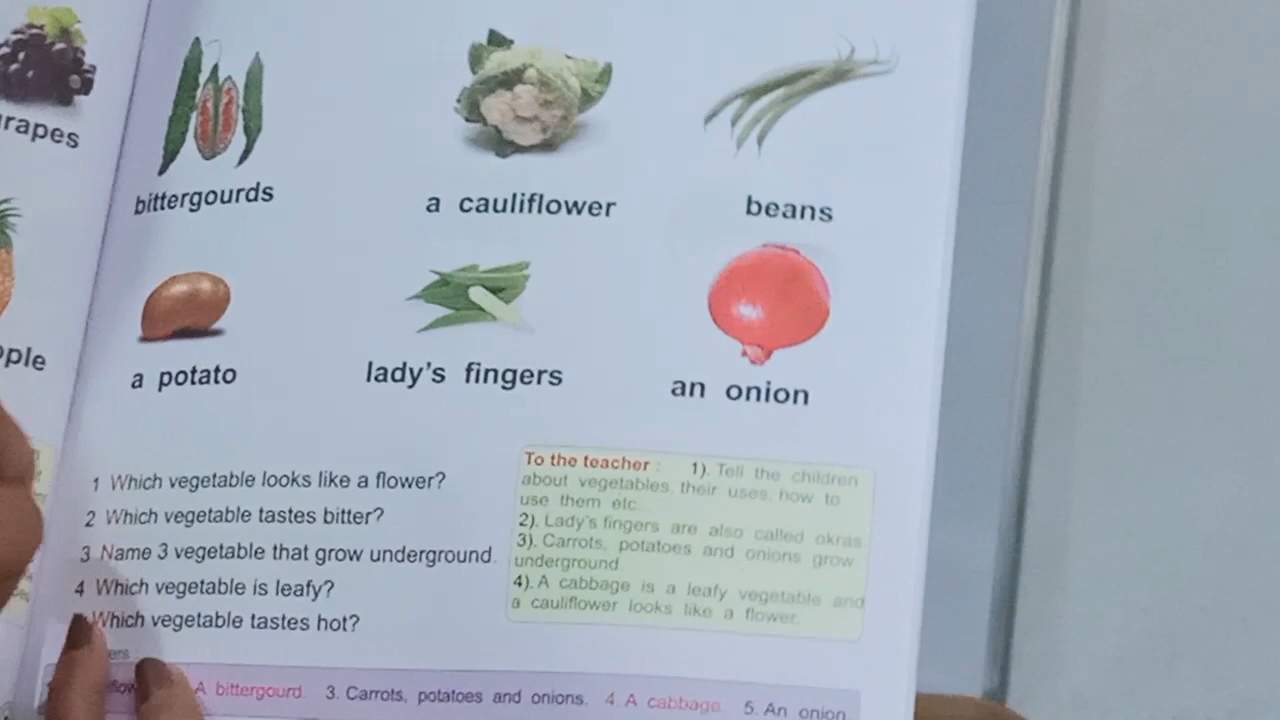 bittergourds
a cauliflower
beans
a potato
lady's fingers
an onion
1 Which vegetable looks like a flower?
2 Which vegetable tastes bitter?
3 Name 3 vegetable that grow underground.
4 Which vegetable is leafy?
Which vegetable tastes hot?
To the teacher : 1). Tell the children
about vegetables, their uses, how to
use them etc.
2). Lady's fingers are also called okras
3). Carrots, potatoes and onions grow
underground
4). A cabbage is a leafy vegetable and
a cauliflower looks like a flower.
A bittergourd. 3. Carrots, potatoes and onions. 4. A cabbage. 5. An onion